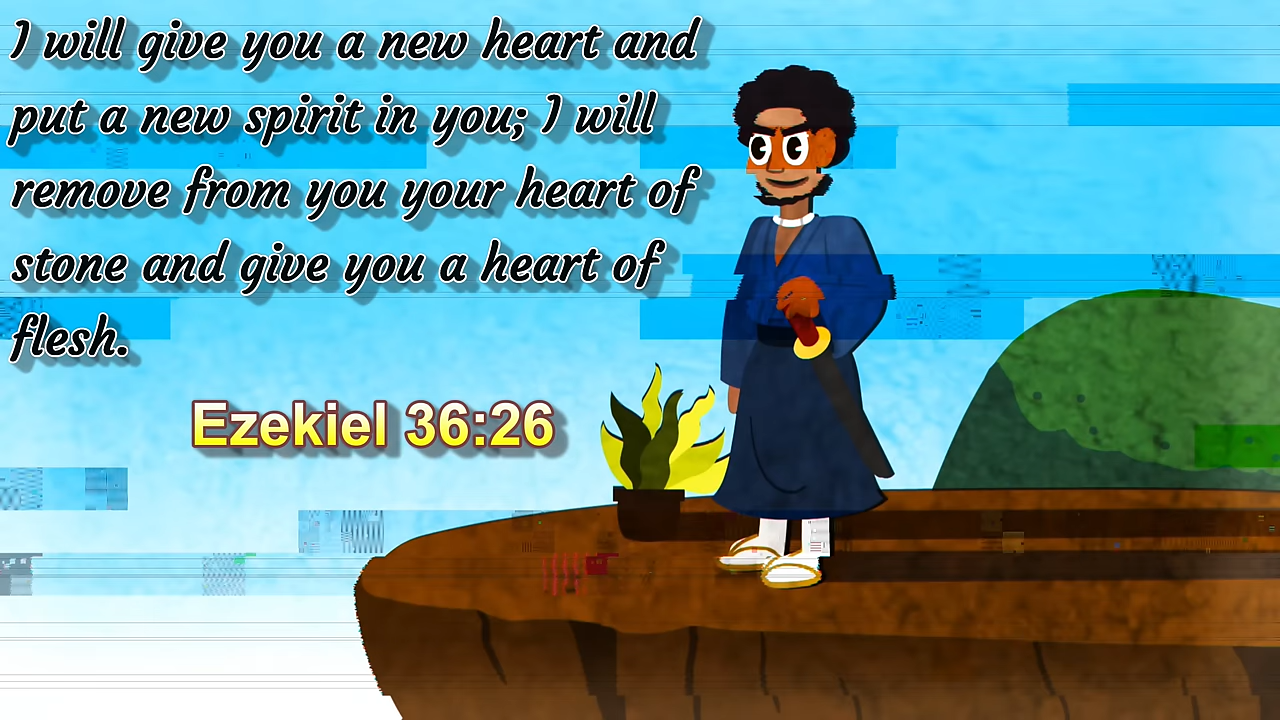 I will give you a new heart and
put a new spirit in you; I will
remove from you your heart of
stone and give you a heart of
flesh.
Ezekiel 36:26